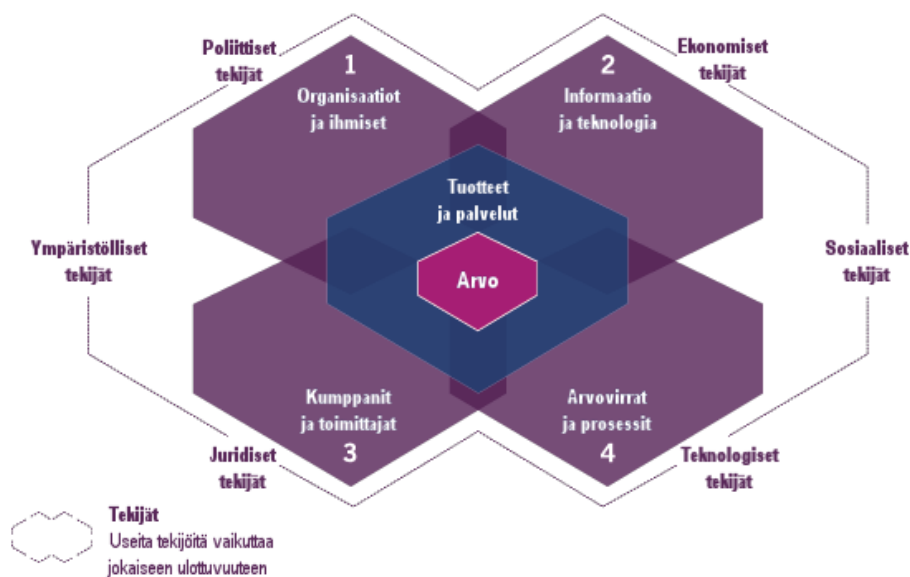 Poliittiset
tekijät
1
Organisaatiot
ja ihmiset
2
Informaatio
ja teknologia
Ekonomiset
tekijät
Tuotteet
ja palvelut
Ympäristölliset
tekijät
Arvo
Sosiaaliset
tekijät
Kumppanit
ja toimittajat
3
Arvovirrat
ja prosessit
4
Juridiset
tekijät
Teknologiset
tekijät
Tekijät
Useita tekijöitä vaikuttaa
jokaiseen ulottuvuuteen